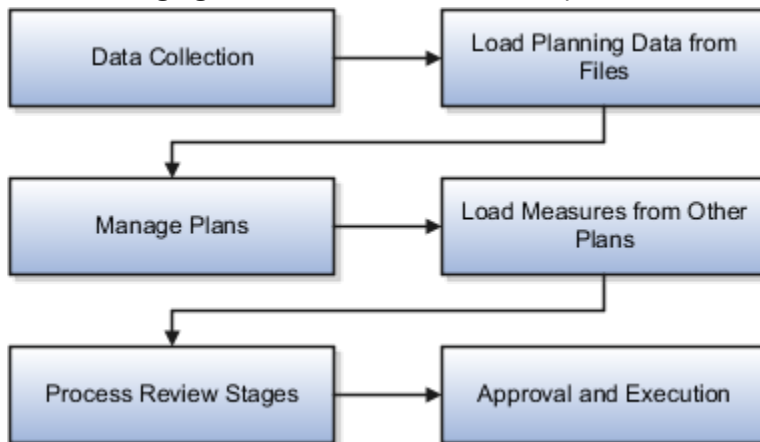 Data Collection
Load Planning Data from
Files
Manage Plans
Load Measures from Other
Plans
Process Review Stages
Approval and Execution